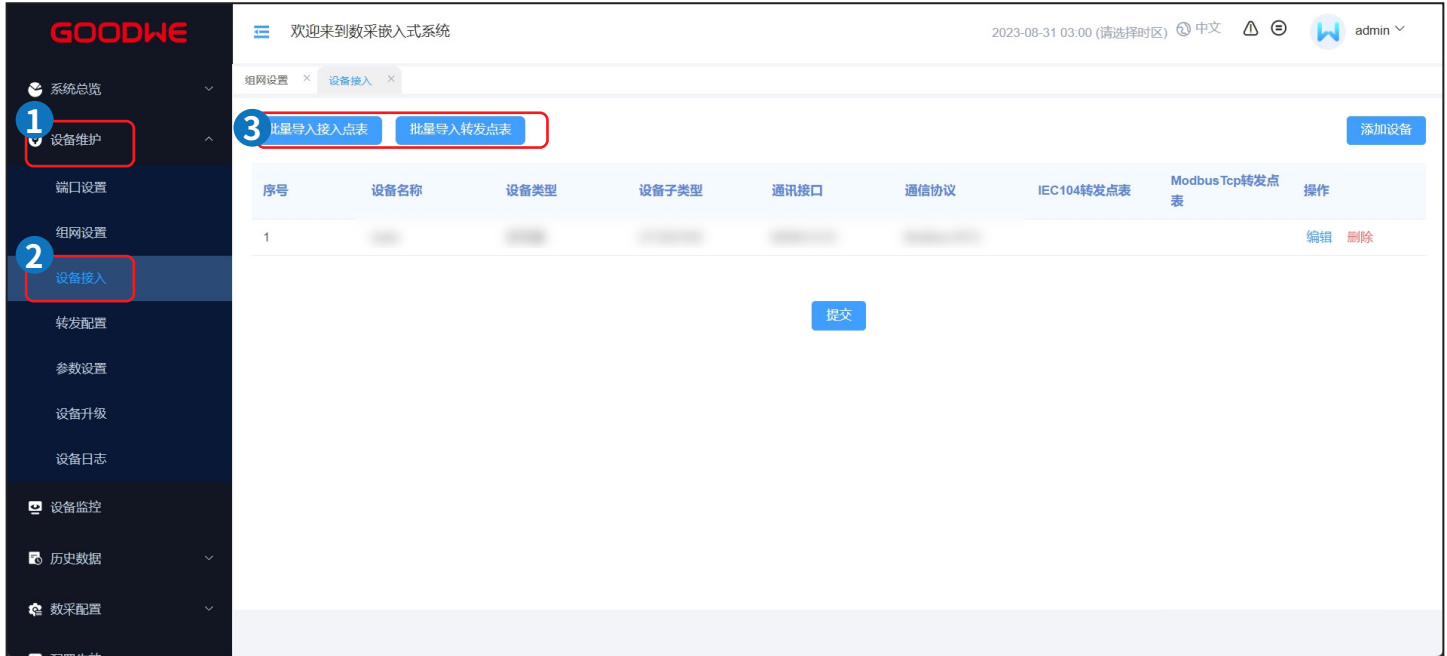 GOODWE
欢迎来到数采嵌入式系统
2023-08-31 03:00 (请选择时区) 中文 admin
组网设置 × 设备接入 ×
系统总览
1
设备维护
端口设置
组网设置
2
设备接入
转发配置
参数设置
设备升级
设备日志
设备监控
历史数据
数采配置
3 批量导入接入点表 批量导入转发点表 添加设备
序号 设备名称 设备类型 设备子类型 通讯接口 通信协议 IEC104转发点表 ModbusTcp转发点
表 操作
1 编辑 删除
提交